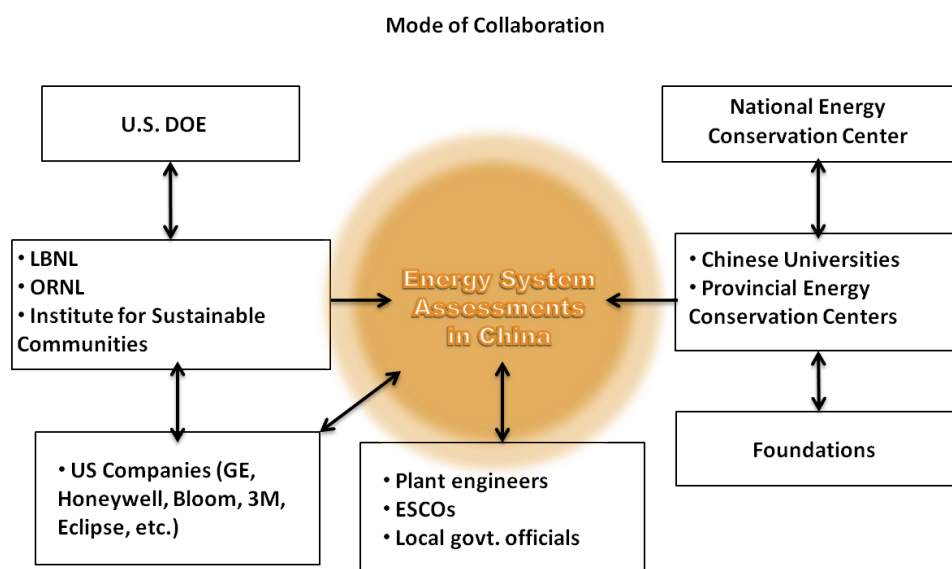 Mode of Collaboration
U.S. DOE
National Energy
Conservation Center
• LBNL
• ORNL
• Institute for Sustainable
Communities
Energy System
Assessments
in China
• Chinese Universities
• Provincial Energy
Conservation Centers
• US Companies (GE,
Honeywell, Bloom, 3M,
Eclipse, etc.)
• Plant engineers
• ESCOs
• Local govt. officials
Foundations